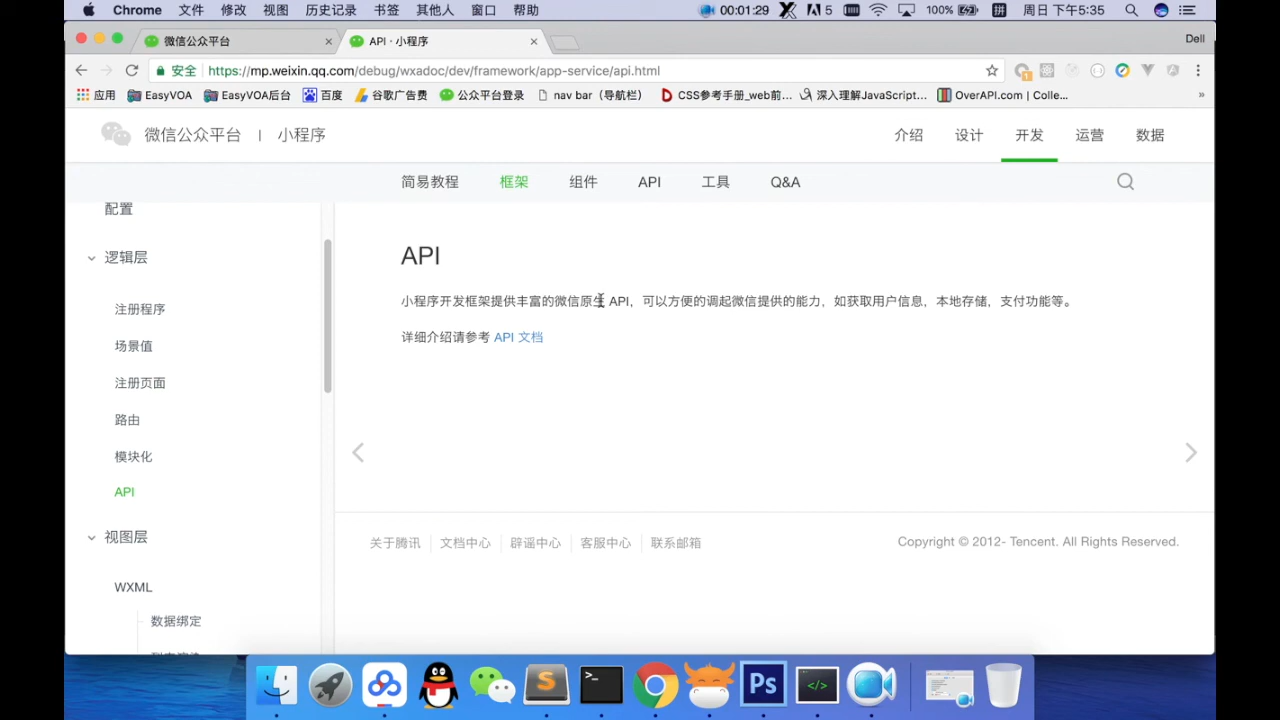 Chrome 文件 修改 视图 历史记录 书签 其他人 窗口 帮助 00:01:29 5 100% 拼 周日 下午5:35
微信公众平台 API · 小程序 Dell
安全 https://mp.weixin.qq.com/debug/wxadoc/dev/framework/app-service/api.html
应用 EasyVOA EasyVOA后台 百度 谷歌广告费 公众平台登录 nav bar（导航栏） CSS参考手册_web前... 深入理解JavaScript... OverAPI.com | Colle... »
微信公众平台 | 小程序 介绍 设计 开发 运营 数据
简易教程 框架 组件 API 工具 Q&A
配置
逻辑层
注册程序
场景值
注册页面
路由
模块化
API
视图层
WXML
数据绑定
API
小程序开发框架提供丰富的微信原生 API，可以方便的调起微信提供的能力，如获取用户信息，本地存储，支付功能等。
详细介绍请参考 API 文档
关于腾讯 文档中心 辟谣中心 客服中心 联系邮箱 Copyright © 2012- Tencent. All Rights Reserved.
S >_ Ps </>